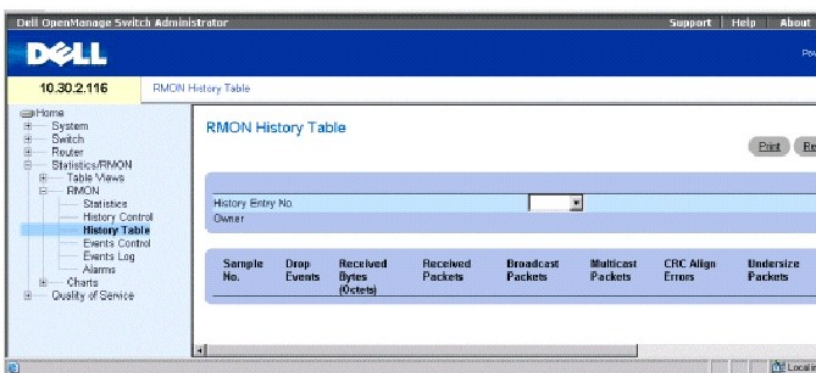 Dell OpenManage Switch Administrator
Support | Help | About
DELL
10.30.2.116
RMON History Table
Home
System
Switch
Router
Statistics/RMON
Table Views
RMON
Statistics
History Control
History Table
Events Control
Events Log
Alarms
Charts
Quality of Service
RMON History Table
Print
History Entry No.
Owner
Sample No.
Drop Events
Received Bytes (Octets)
Received Packets
Broadcast Packets
Multicast Packets
CRC Align Errors
Undersize Packets